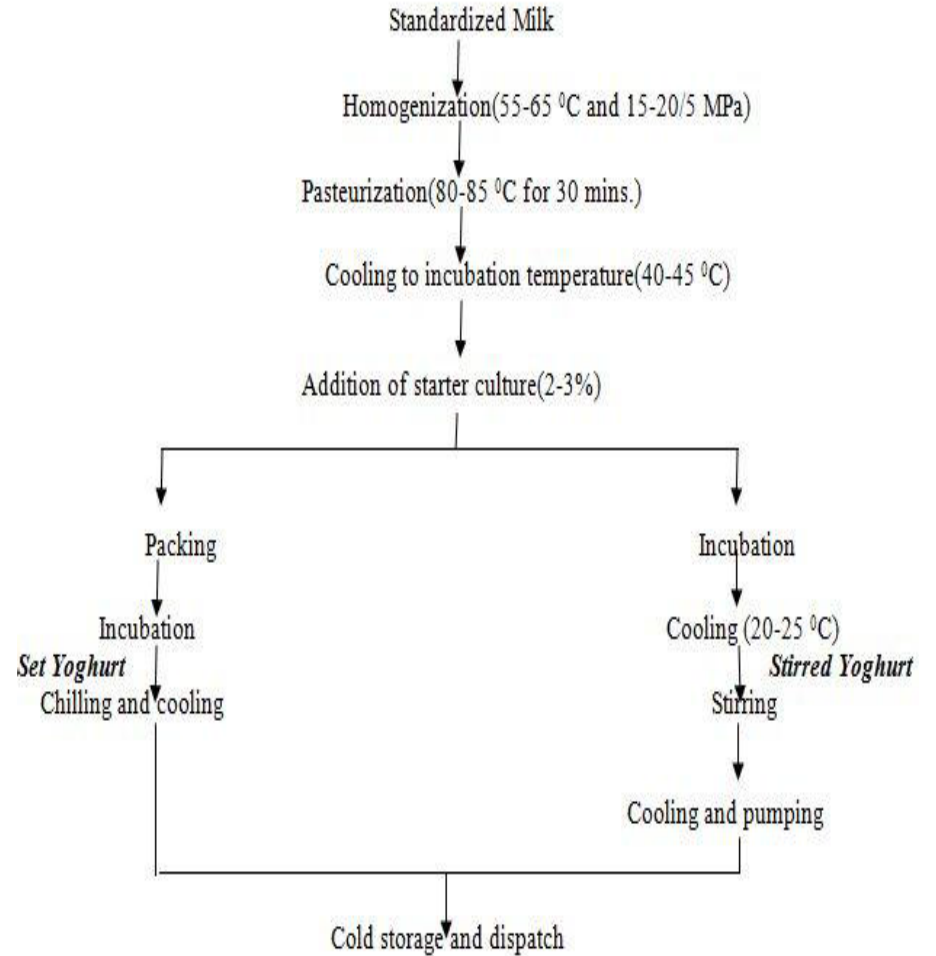 Standardized Milk
Homogenization(55-65 ⁰C and 15-20/5 MPa)
Pasteurization(80-85 ⁰C for 30 mins.)
Cooling to incubation temperature(40-45 ⁰C)
Addition of starter culture(2-3%)
Packing
Incubation
Set Yoghurt
Chilling and cooling
Incubation
Cooling (20-25 ⁰C)
Stirred Yoghurt
Stirring
Cooling and pumping
Cold storage and dispatch